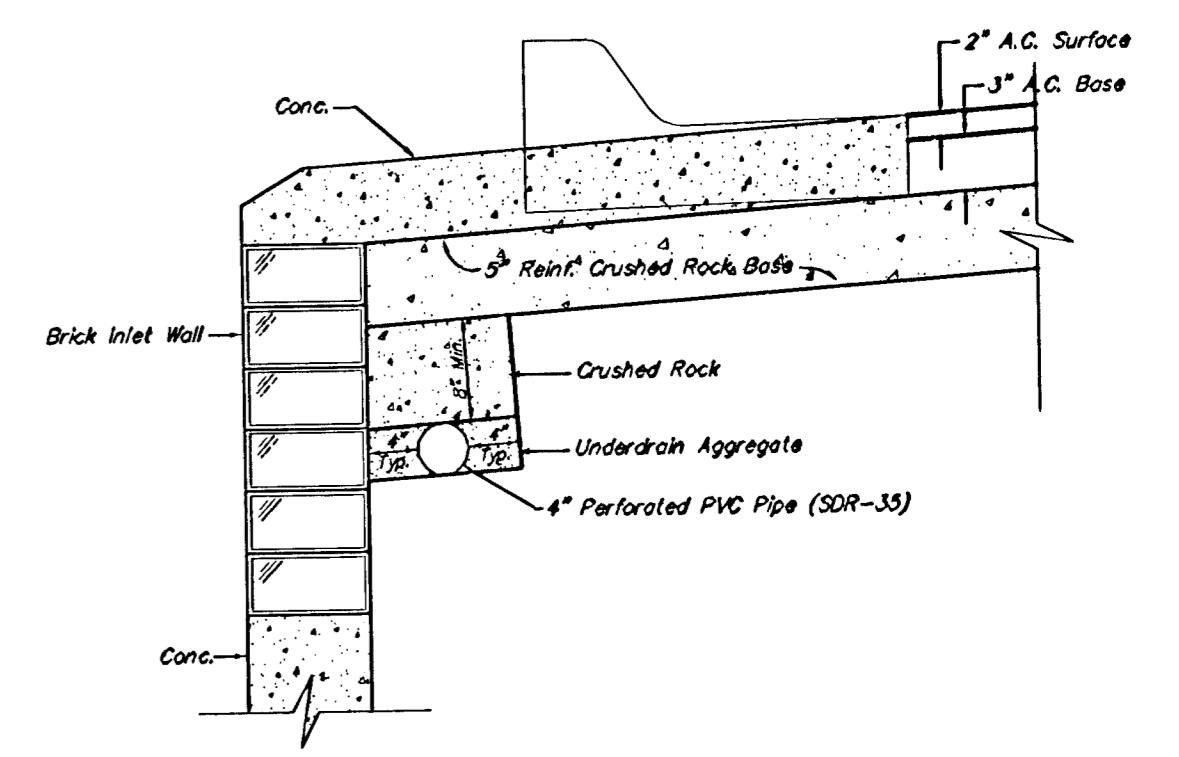 2" A.C. Surface
3" A.C. Base
Conc.
5" Reinf. Crushed Rock Base
Brick Inlet Wall
8" Min.
Crushed Rock
4" Typ.
4" Typ.
Underdrain Aggregate
4" Perforated PVC Pipe (SDR-35)
Conc.